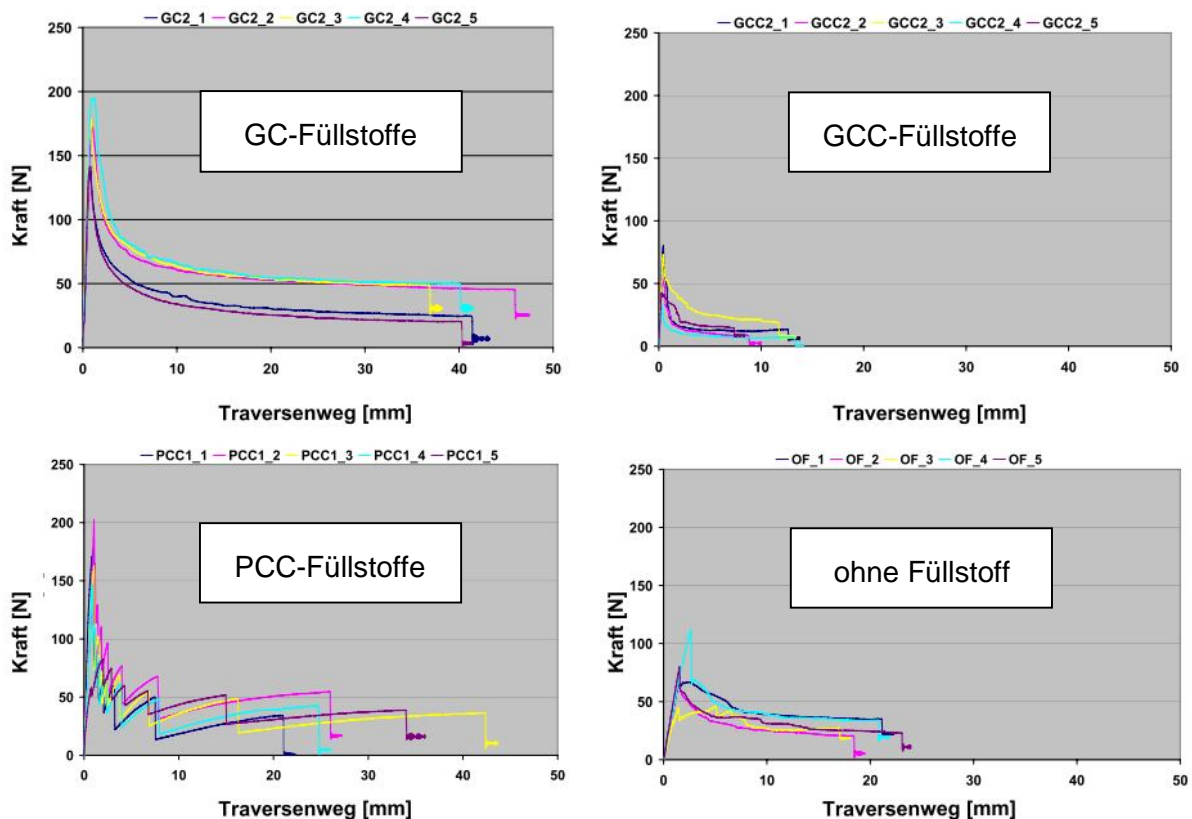 GC2_1 GC2_2 GC2_3 GC2_4 GC2_5
250
200
150
100
50
0
Kraft [N]
GC-Füllstoffe
0 10 20 30 40 50
Traversenweg [mm]
GCC2_1 GCC2_2 GCC2_3 GCC2_4 GCC2_5
250
200
150
100
50
0
Kraft [N]
GCC-Füllstoffe
0 10 20 30 40 50
Traversenweg [mm]
PCC1_1 PCC1_2 PCC1_3 PCC1_4 PCC1_5
250
200
150
100
50
0
Kraft [N]
PCC-Füllstoffe
0 10 20 30 40 50
Traversenweg [mm]
OF_1 OF_2 OF_3 OF_4 OF_5
250
200
150
100
50
0
Kraft [N]
ohne Füllstoff
0 10 20 30 40 50
Traversenweg [mm]